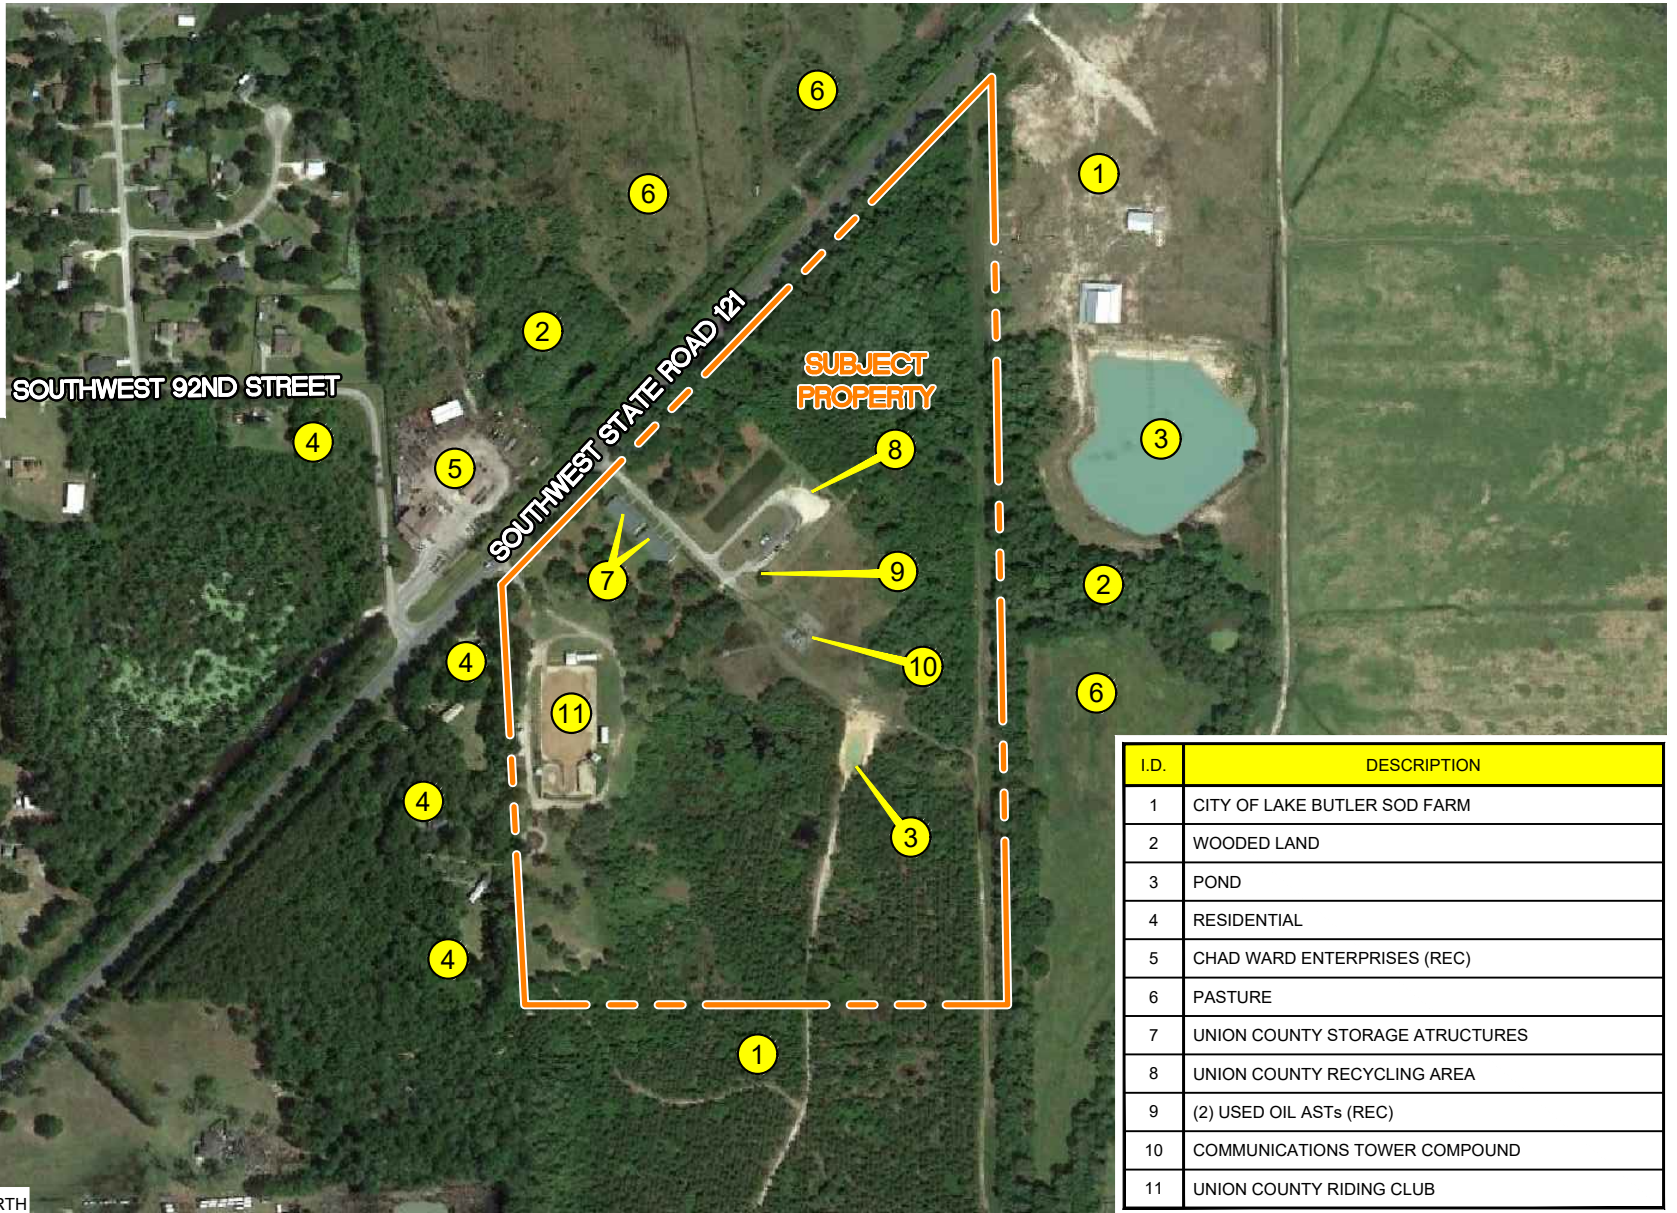 6
1
6
2
SOUTHWEST STATE ROAD 121
SUBJECT
PROPERTY
SOUTHWEST 92ND STREET
4
5
8
3
7
9
2
4
10
6
11
4
3
4
1
I.D. DESCRIPTION
1 CITY OF LAKE BUTLER SOD FARM
2 WOODED LAND
3 POND
4 RESIDENTIAL
5 CHAD WARD ENTERPRISES (REC)
6 PASTURE
7 UNION COUNTY STORAGE ATRUCTURES
8 UNION COUNTY RECYCLING AREA
9 (2) USED OIL ASTs (REC)
10 COMMUNICATIONS TOWER COMPOUND
11 UNION COUNTY RIDING CLUB
RTH